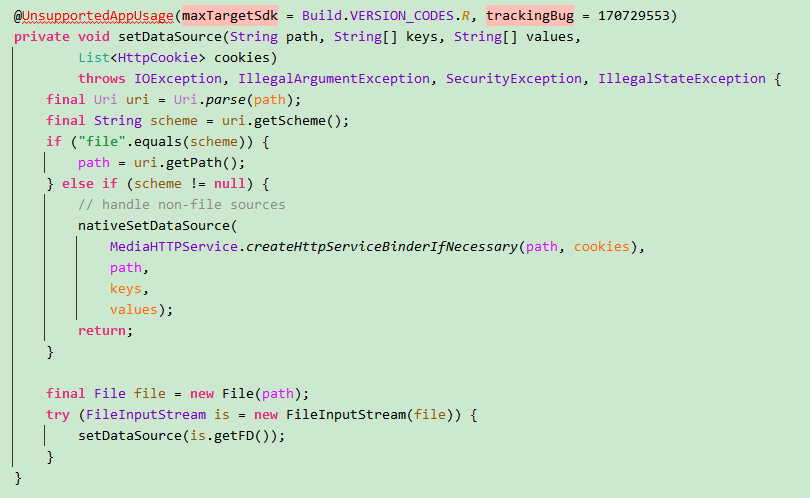 @UnsupportedAppUsage(maxTargetSdk = Build.VERSION_CODES.R, trackingBug = 170729553)
private void setDataSource(String path, String[] keys, String[] values,
        List<HttpCookie> cookies)
        throws IOException, IllegalArgumentException, SecurityException, IllegalStateException {
    final Uri uri = Uri.parse(path);
    final String scheme = uri.getScheme();
    if ("file".equals(scheme)) {
        path = uri.getPath();
    } else if (scheme != null) {
        // handle non-file sources
        nativeSetDataSource(
            MediaHTTPService.createHttpServiceBinderIfNecessary(path, cookies),
            path,
            keys,
            values);
        return;
    }

    final File file = new File(path);
    try (FileInputStream is = new FileInputStream(file)) {
        setDataSource(is.getFD());
    }
}